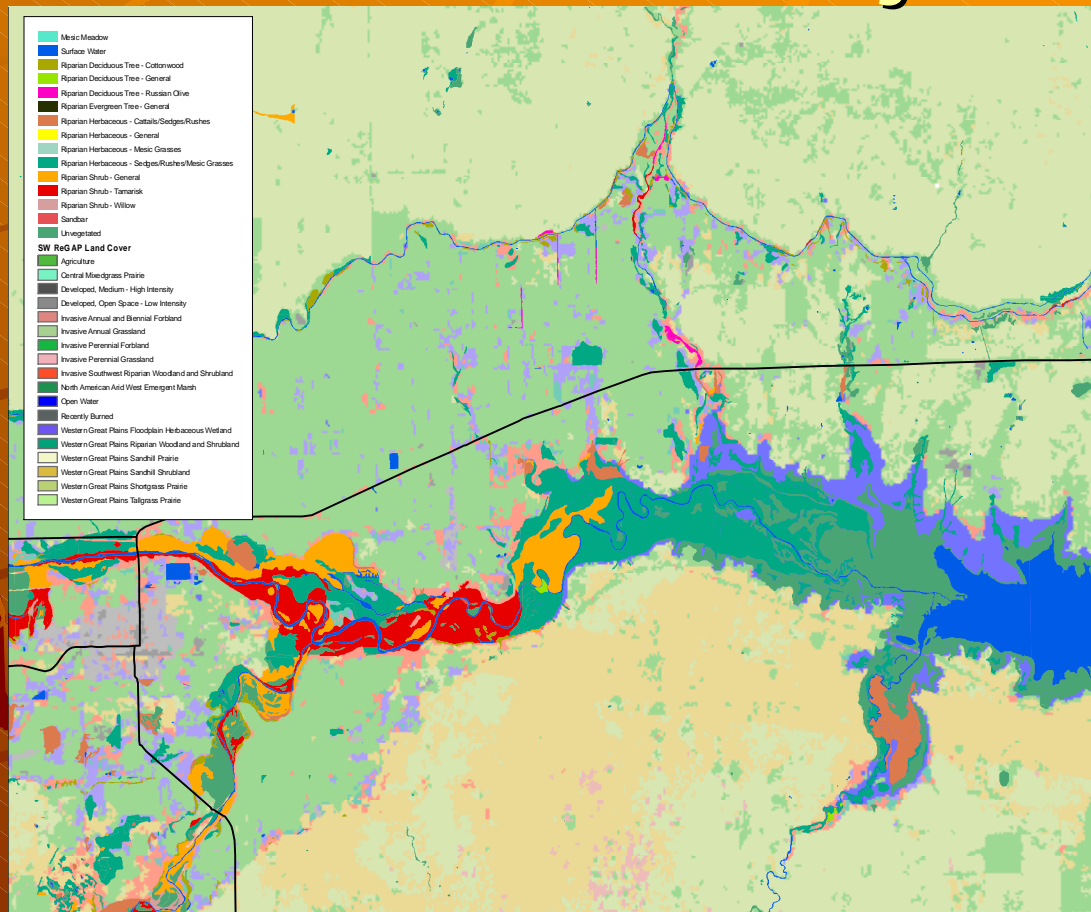 Mesic Meadow
Surface Water
Riparian Deciduous Tree - Cottonwood
Riparian Deciduous Tree - General
Riparian Deciduous Tree - Russian Olive
Riparian Evergreen Tree - General
Riparian Herbaceous - Cattails/Sedges/Rushes
Riparian Herbaceous - General
Riparian Herbaceous - Mesic Grasses
Riparian Herbaceous - Sedges/Rushes/Mesic Grasses
Riparian Shrub - General
Riparian Shrub - Tamarisk
Riparian Shrub - Willow
Sandbar
Unvegetated
SW ReGAP Land Cover
Agriculture
Central Mixedgrass Prairie
Developed, Medium - High Intensity
Developed, Open Space - Low Intensity
Invasive Annual and Biennial Forbland
Invasive Annual Grassland
Invasive Perennial Forbland
Invasive Perennial Grassland
Invasive Southwest Riparian Woodland and Shrubland
North American Arid West Emergent Marsh
Open Water
Recently Burned
Western Great Plains Floodplain Herbaceous Wetland
Western Great Plains Riparian Woodland and Shrubland
Western Great Plains Sandhill Prairie
Western Great Plains Sandhill Shrubland
Western Great Plains Shortgrass Prairie
Western Great Plains Tallgrass Prairie